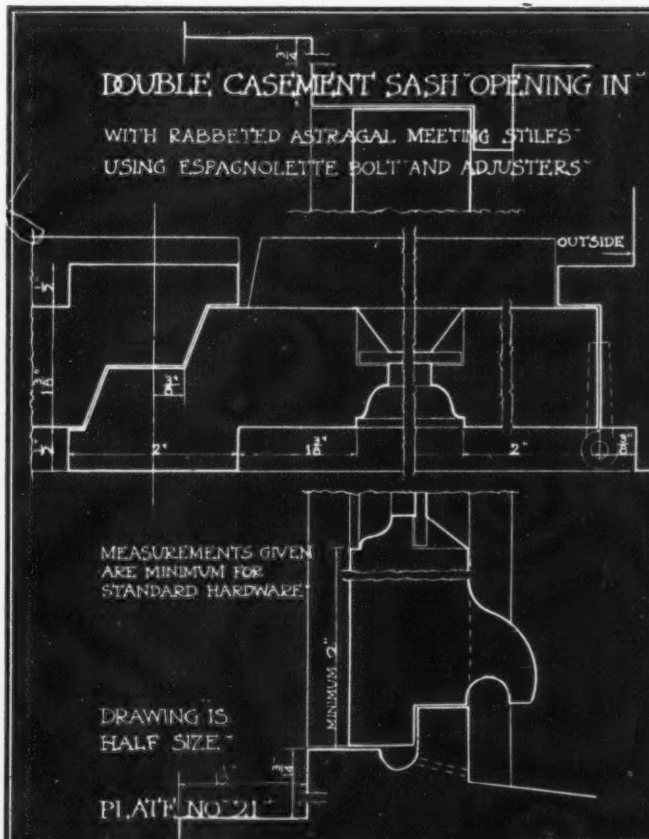 DOUBLE CASEMENT SASH OPENING IN
WITH RABBETED ASTRAGAL MEETING STILES
USING ESPAGNOLETTE BOLT AND ADJUSTERS
OUTSIDE
2"
2"
MEASUREMENTS GIVEN
ARE MINIMUM FOR
STANDARD HARDWARE
MINIMUM 2"
DRAWING IS
HALF SIZE
PLATE NO 21